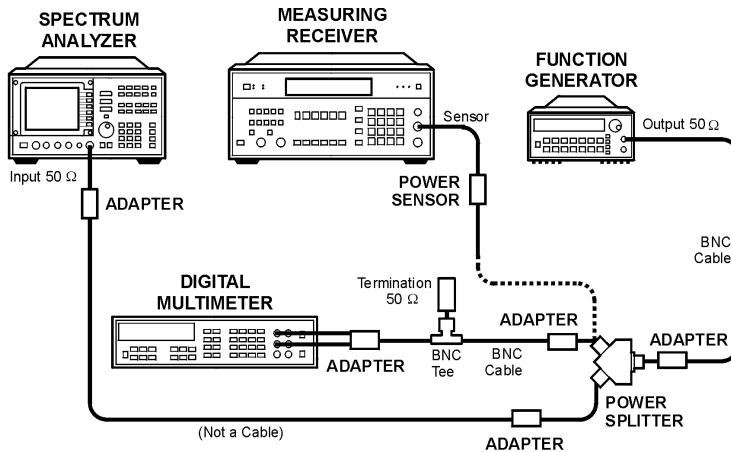 SPECTRUM
ANALYZER
MEASURING
RECEIVER
FUNCTION
GENERATOR
Sensor
Output 50 Ω
Input 50 Ω
ADAPTER
POWER
SENSOR
BNC
Cable
DIGITAL
MULTIMETER
Termination
50 Ω
ADAPTER
ADAPTER
ADAPTER
BNC
Tee
BNC
Cable
POWER
SPLITTER
(Not a Cable)
ADAPTER